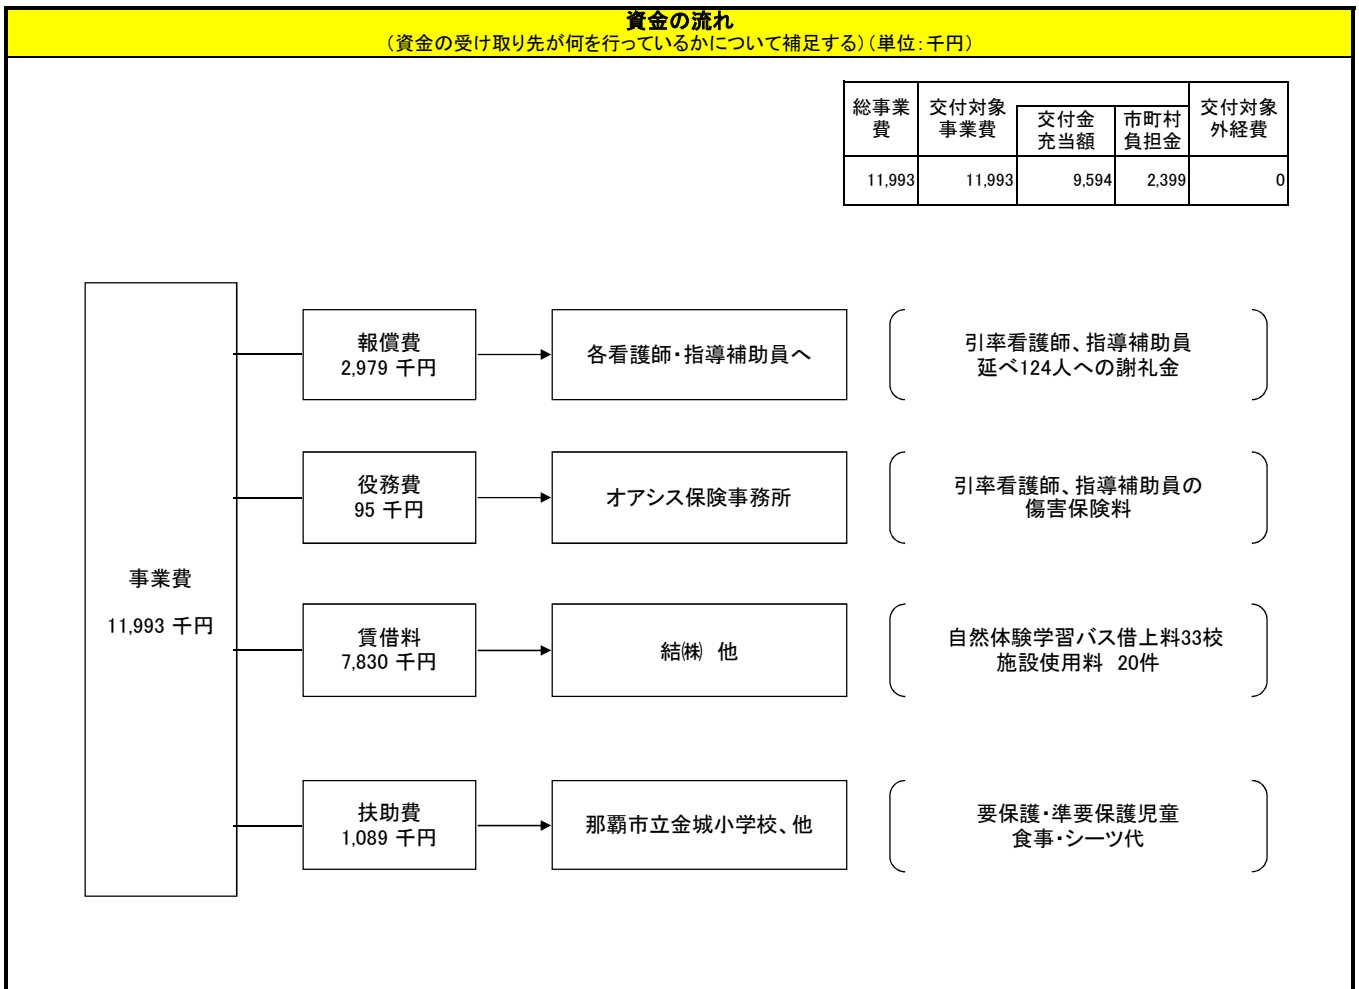 資金の流れ
（資金の受け取り先が何を行っているかについて補足する）（単位：千円）
総事業
費
交付対象
事業費
交付金
充当額
市町村
負担金
交付対象
外経費
11,993
11,993
9,594
2,399
0
事業費
11,993 千円
報償費
2,979 千円
各看護師・指導補助員へ
引率看護師、指導補助員
延べ124人への謝礼金
役務費
95 千円
オアシス保険事務所
引率看護師、指導補助員の
傷害保険料
賃借料
7,830 千円
結㈱　他
自然体験学習バス借上料33校
施設使用料　20件
扶助費
1,089 千円
那覇市立金城小学校、他
要保護・準要保護児童
食事・シーツ代